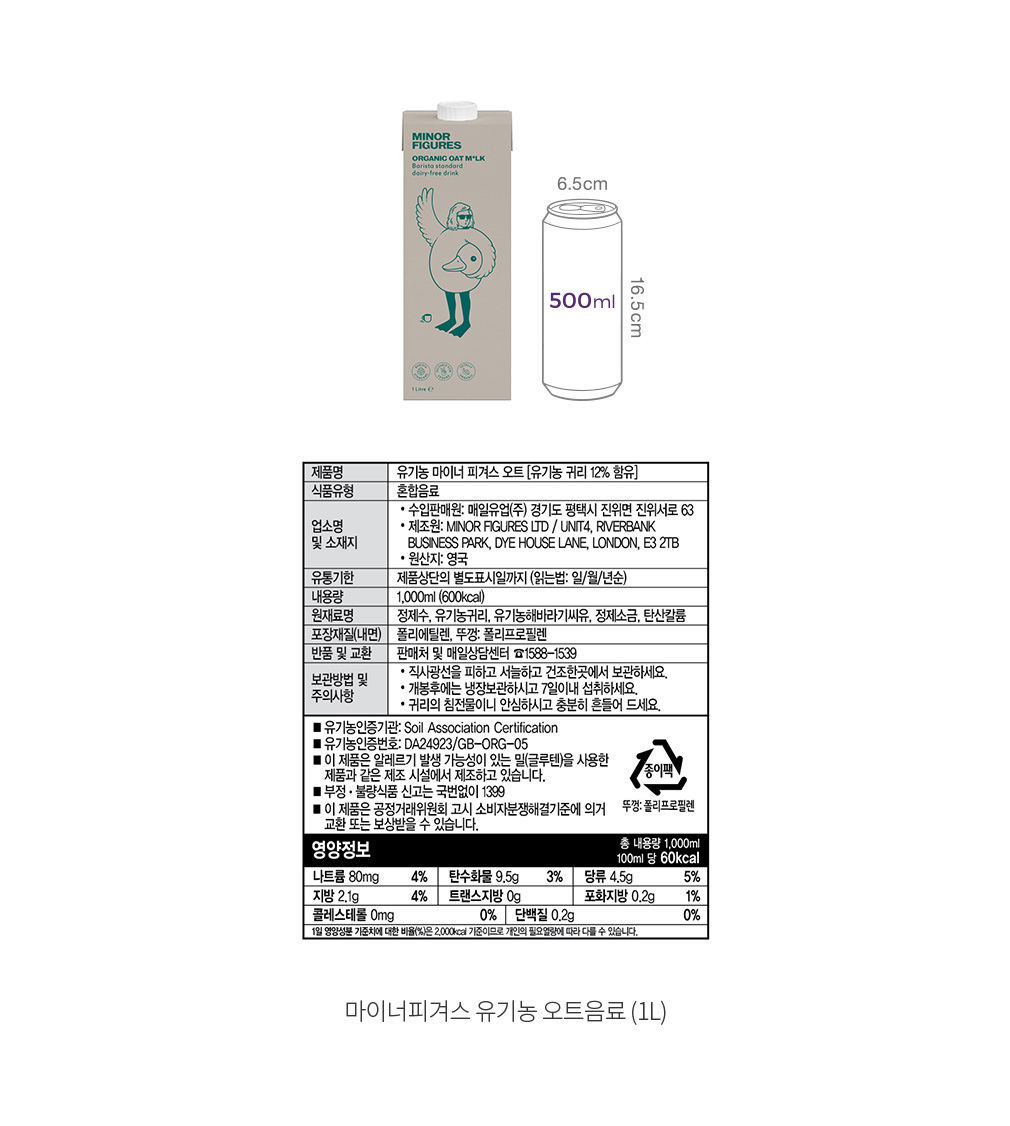 MINOR
FIGURES
ORGANIC OAT M*LK
Barista standard
dairy-free drink
1 Litre ℮
6.5cm
500ml
16.5cm
제품명 유기농 마이너 피겨스 오트 [유기농 귀리 12% 함유]
식품유형 혼합음료
업소명 및 소재지
• 수입판매원: 매일유업(주) 경기도 평택시 진위면 진위서로 63
• 제조원: MINOR FIGURES LTD / UNIT4, RIVERBANK
BUSINESS PARK, DYE HOUSE LANE, LONDON, E3 2TB
• 원산지: 영국
유통기한 제품상단의 별도표시일까지 (읽는법: 일/월/년순)
내용량 1,000ml (600kcal)
원재료명 정제수, 유기농귀리, 유기농해바라기씨유, 정제소금, 탄산칼륨
포장재질(내면) 폴리에틸렌, 뚜껑: 폴리프로필렌
반품 및 교환 판매처 및 매일상담센터 ☎1588-1539
보관방법 및 주의사항
• 직사광선을 피하고 서늘하고 건조한곳에서 보관하세요.
• 개봉후에는 냉장보관하시고 7일이내 섭취하세요.
• 귀리의 침전물이니 안심하시고 충분히 흔들어 드세요.
■ 유기농인증기관: Soil Association Certification
■ 유기농인증번호: DA24923/GB-ORG-05
■ 이 제품은 알레르기 발생 가능성이 있는 밀(글루텐)을 사용한
제품과 같은 제조 시설에서 제조하고 있습니다.
■ 부정·불량식품 신고는 국번없이 1399
■ 이 제품은 공정거래위원회 고시 소비자분쟁해결기준에 의거
교환 또는 보상받을 수 있습니다.
종이팩
뚜껑: 폴리프로필렌
영양정보
총 내용량 1,000ml
100ml 당 60kcal
나트륨 80mg 4% 탄수화물 9.5g 3% 당류 4.5g 5%
지방 2.1g 4% 트랜스지방 0g 포화지방 0.2g 1%
콜레스테롤 0mg 0% 단백질 0.2g 0%
1일 영양성분 기준치에 대한 비율(%)은 2,000kcal 기준이므로 개인의 필요열량에 따라 다를 수 있습니다.
마이너피겨스 유기농 오트음료 (1L)